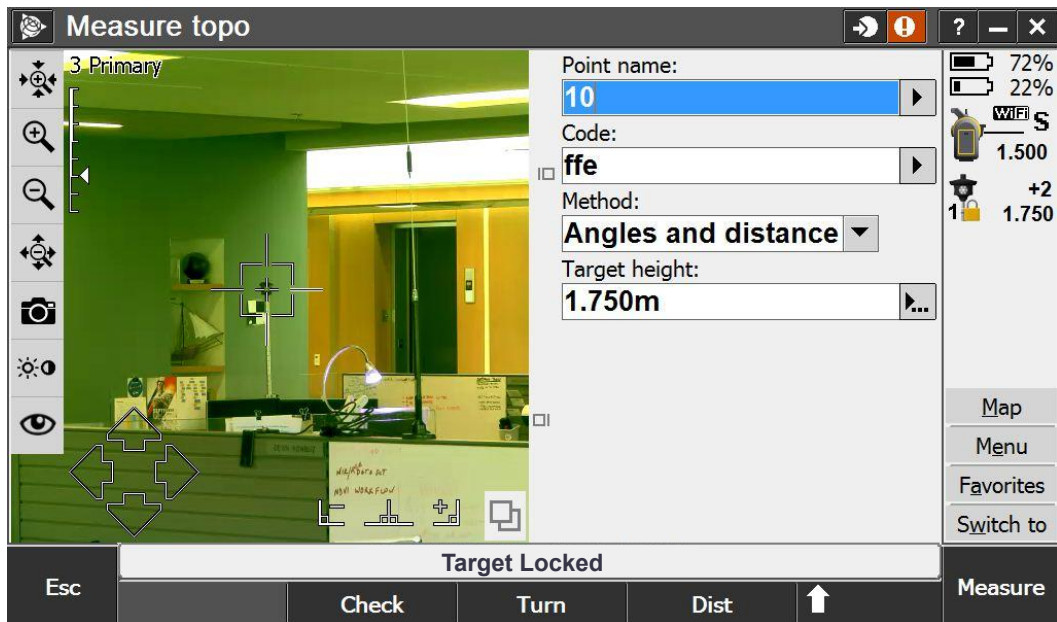 Measure topo
?
3 Primary
Point name:
10
Code:
ffe
Method:
Angles and distance
Target height:
1.750m
72%
22%
WiFi S
1.500
+2
1
1.750
Map
Menu
Favorites
Switch to
Target Locked
Esc
Check
Turn
Dist
Measure